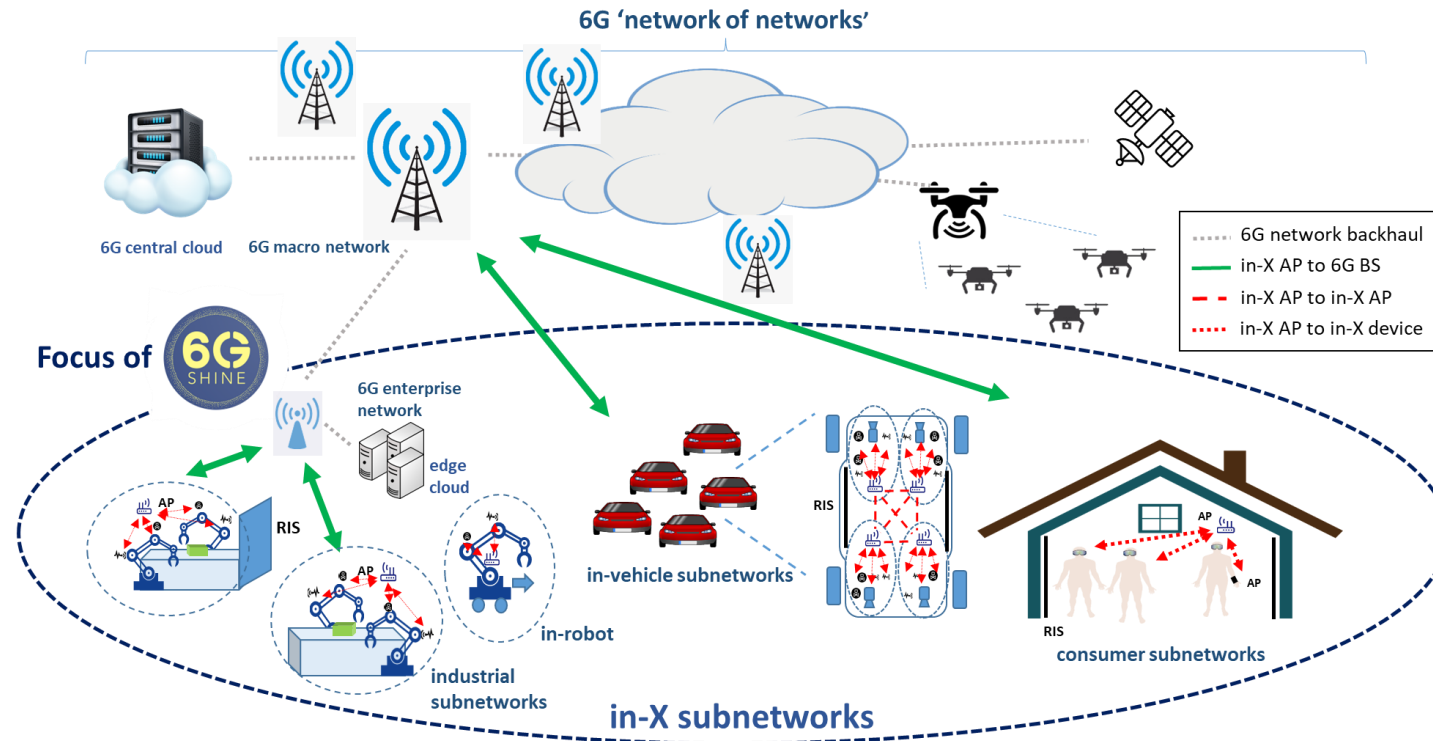 6G ‘network of networks’
6G central cloud
6G macro network
6G network backhaul
in-X AP to 6G BS
in-X AP to in-X AP
in-X AP to in-X device
Focus of
6G
SHINE
6G enterprise
network
edge
cloud
AP
RIS
AP
in-robot
industrial
subnetworks
in-vehicle subnetworks
RIS
AP
AP
RIS
consumer subnetworks
in-X subnetworks